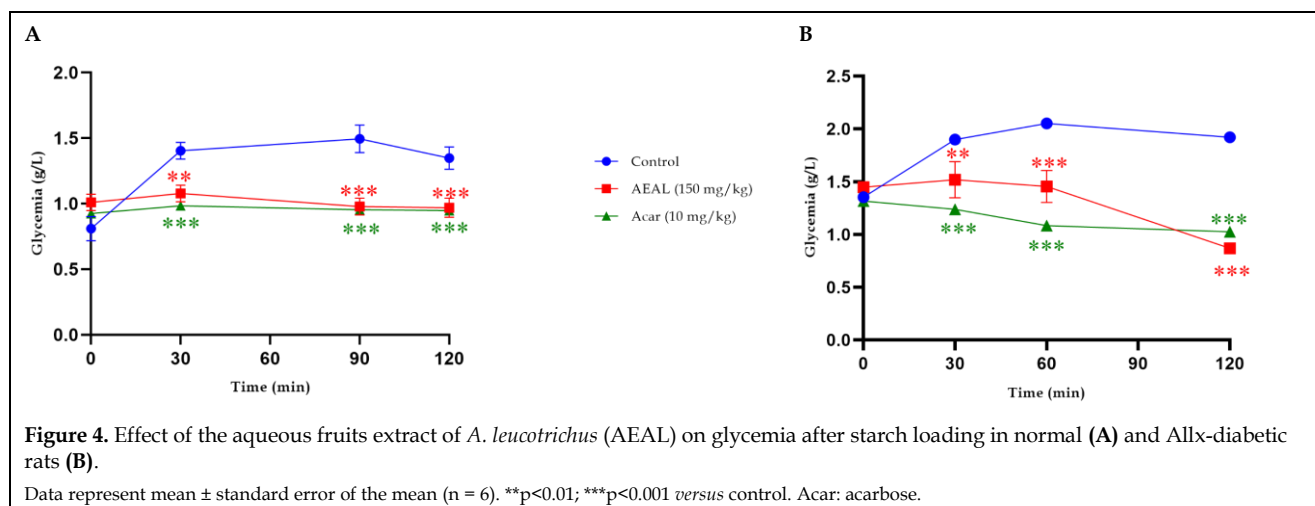 A
B
2.0
1.5
1.0
0.5
0.0
Glycemia (g/L)
**
***
***
***
***
***
0
30
60
90
120
Time (min)
Control
AEAL (150 mg/kg)
Acar (10 mg/kg)
2.5
2.0
1.5
1.0
0.5
0.0
Glycemia (g/L)
**
***
***
***
***
***
0
30
60
90
120
Time (min)
Figure 4. Effect of the aqueous fruits extract of A. leucotrichus (AEAL) on glycemia after starch loading in normal (A) and Allx-diabetic
rats (B).
Data represent mean ± standard error of the mean (n = 6). **p<0.01; ***p<0.001 versus control. Acar: acarbose.